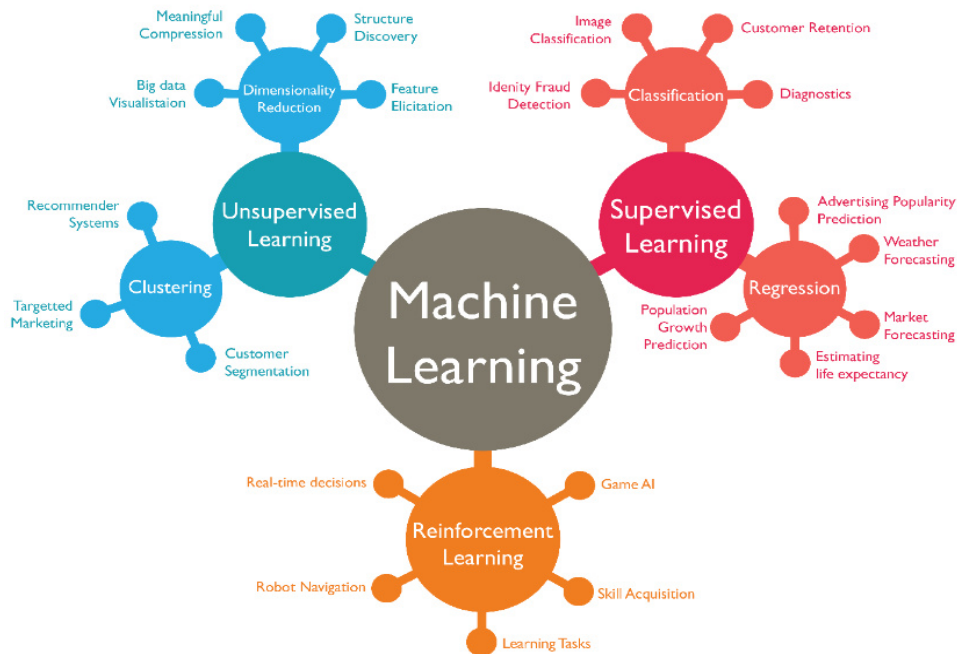 Meaningful
Compression
Structure
Discovery
Big data
Visualistaion
Dimensionality
Reduction
Feature
Elicitation
Recommender
Systems
Unsupervised
Learning
Clustering
Targetted
Marketing
Customer
Segmentation
Machine
Learning
Image
Classification
Customer Retention
Idenity Fraud
Detection
Classification
Diagnostics
Supervised
Learning
Advertising Popularity
Prediction
Weather
Forecasting
Regression
Population
Growth
Prediction
Market
Forecasting
Estimating
life expectancy
Real-time decisions
Game AI
Reinforcement
Learning
Robot Navigation
Skill Acquisition
Learning Tasks